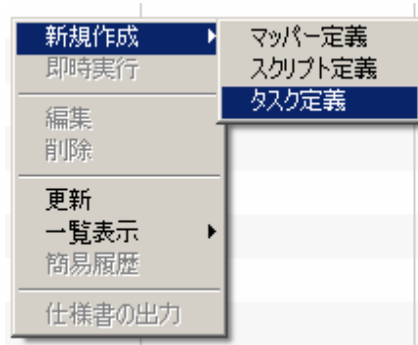 新規作成
即時実行
編集
削除
更新
一覧表示
簡易履歴
仕様書の出力
マッパー定義
スクリプト定義
タスク定義